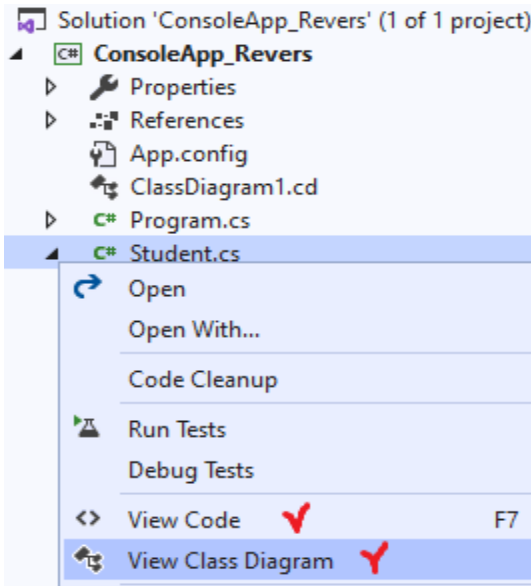 Solution 'ConsoleApp_Revers' (1 of 1 project)
C# ConsoleApp_Revers
Properties
References
App.config
ClassDiagram1.cd
C# Program.cs
C# Student.cs
Open
Open With...
Code Cleanup
Run Tests
Debug Tests
View Code F7
View Class Diagram